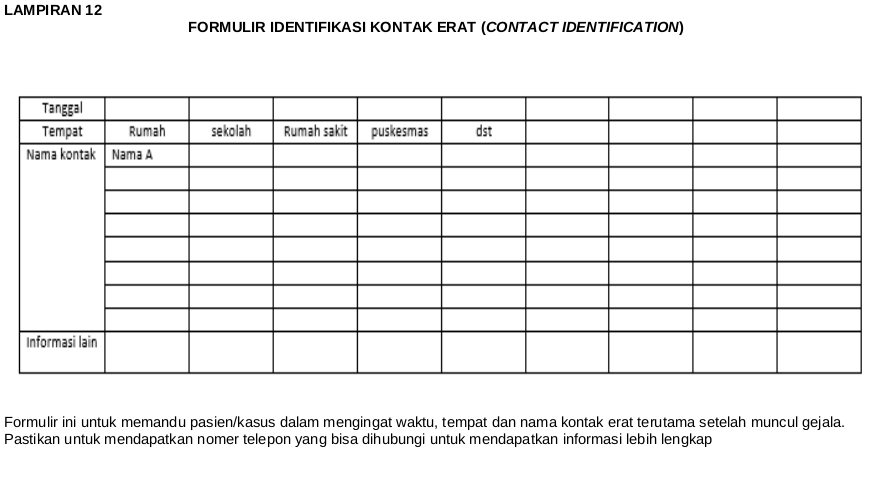 LAMPIRAN 12
FORMULIR IDENTIFIKASI KONTAK ERAT (CONTACT IDENTIFICATION)
Tanggal
Tempat Rumah sekolah Rumah sakit puskesmas dst
Nama kontak Nama A
Informasi lain
Formulir ini untuk memandu pasien/kasus dalam mengingat waktu, tempat dan nama kontak erat terutama setelah muncul gejala.
Pastikan untuk mendapatkan nomer telepon yang bisa dihubungi untuk mendapatkan informasi lebih lengkap